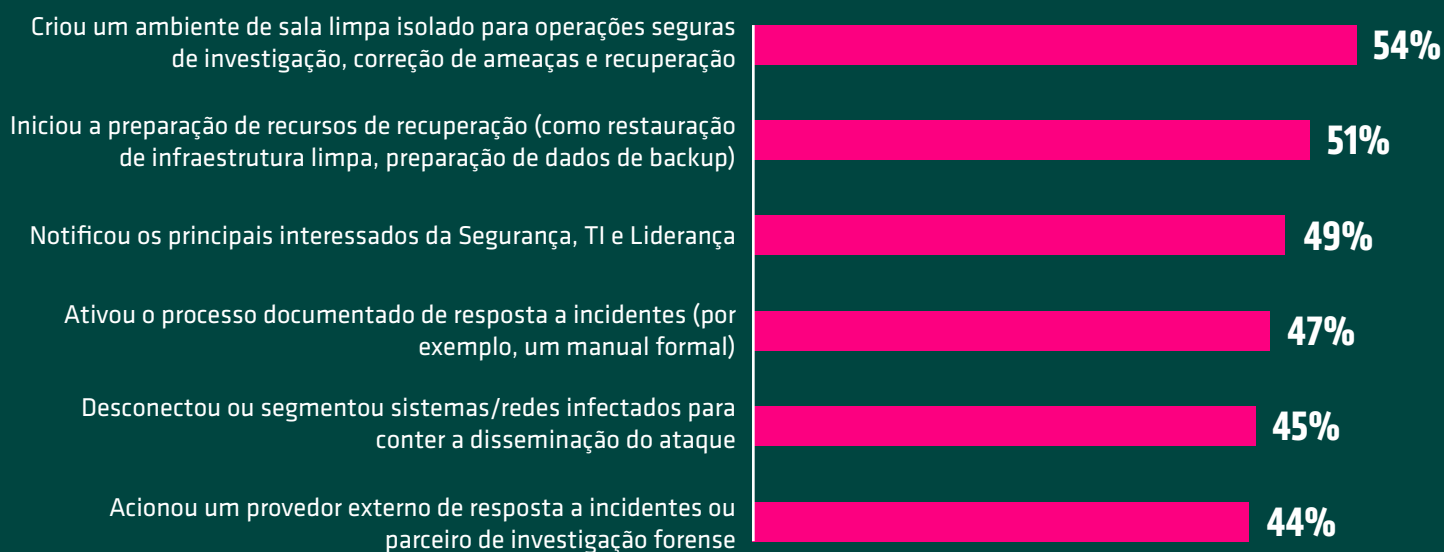 Criou um ambiente de sala limpa isolado para operações seguras
de investigação, correção de ameaças e recuperação
54%
Iniciou a preparação de recursos de recuperação (como restauração
de infraestrutura limpa, preparação de dados de backup)
51%
Notificou os principais interessados da Segurança, TI e Liderança
49%
Ativou o processo documentado de resposta a incidentes (por
exemplo, um manual formal)
47%
Desconectou ou segmentou sistemas/redes infectados para
conter a disseminação do ataque
45%
Acionou um provedor externo de resposta a incidentes ou
parceiro de investigação forense
44%